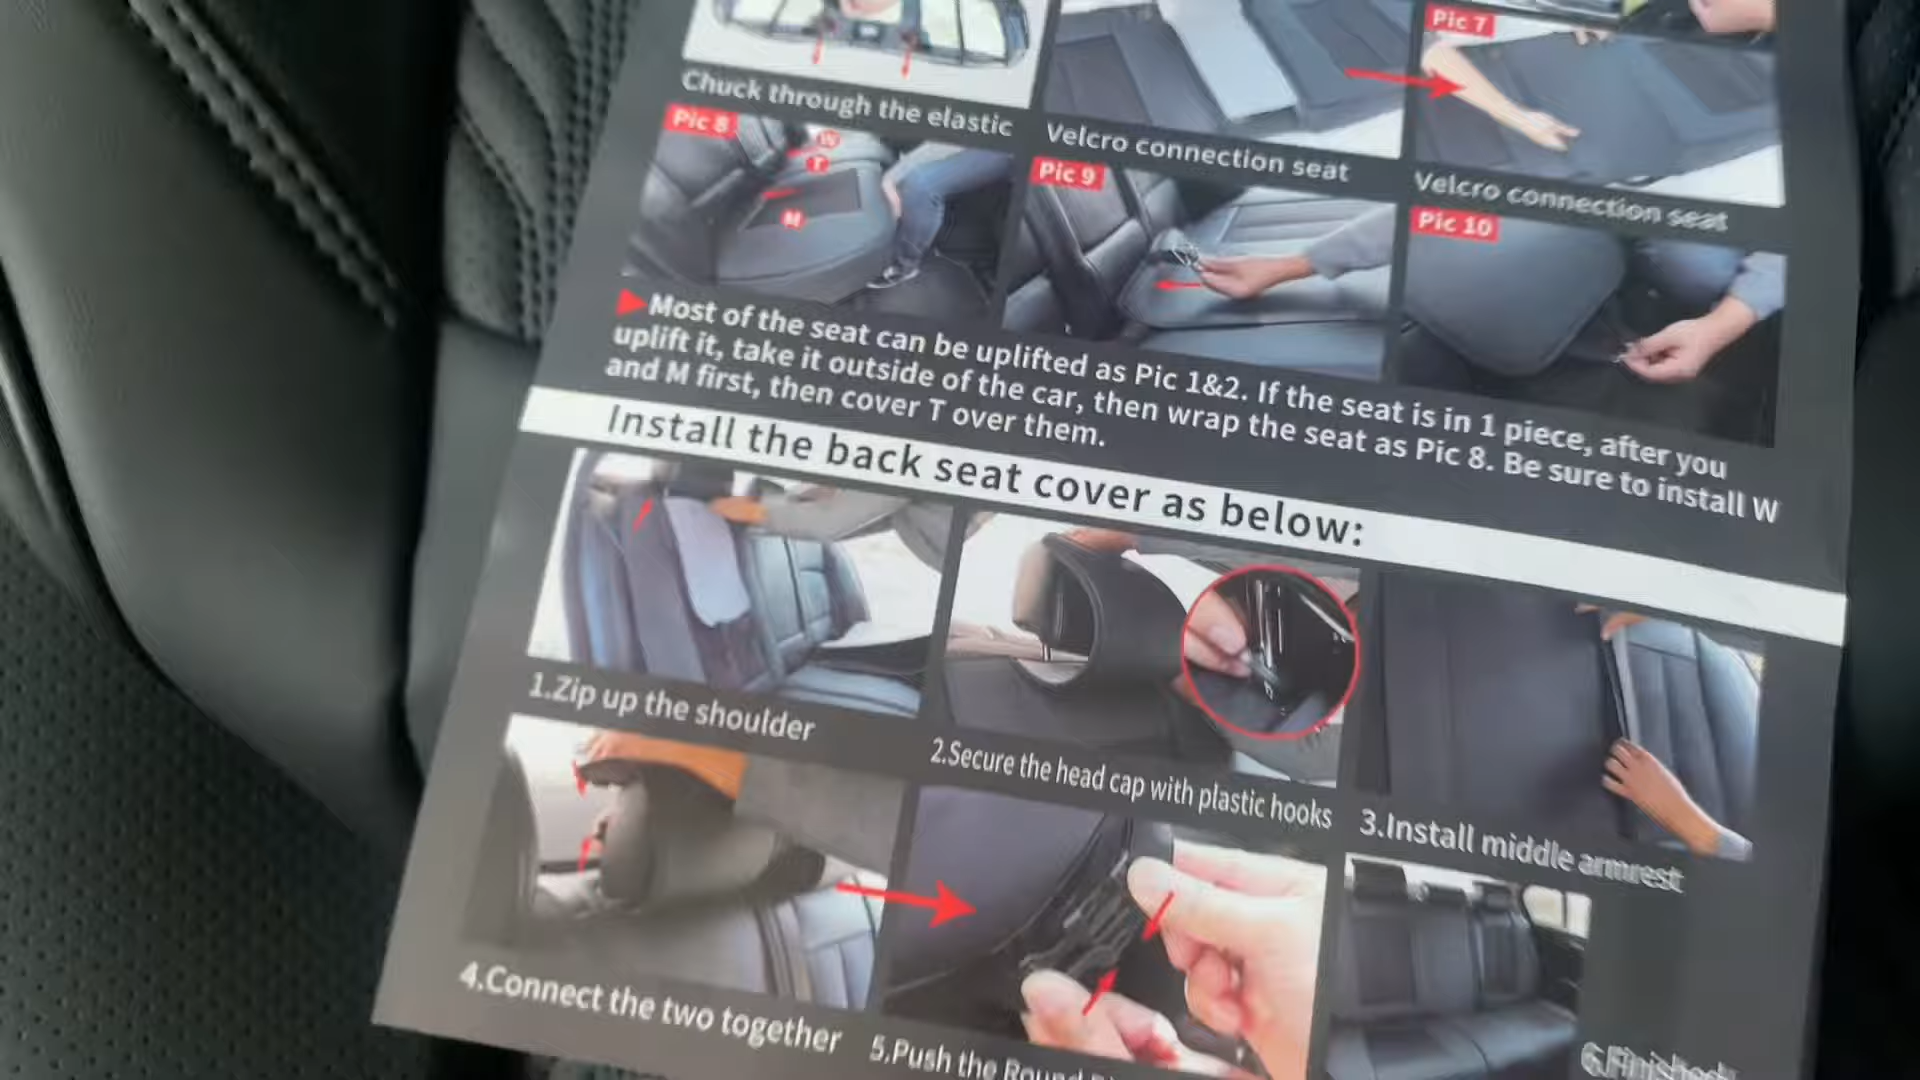 Pic 7
Chuck through the elastic
Velcro connection seat
Velcro connection seat
Pic 8
W
T
M
Pic 9
Pic 10
Most of the seat can be uplifted as Pic 1&2. If the seat is in 1 piece, after you
uplift it, take it outside of the car, then wrap the seat as Pic 8. Be sure to install W
and M first, then cover T over them.
Install the back seat cover as below:
1.Zip up the shoulder
2.Secure the head cap with plastic hooks
3.Install middle armrest
4.Connect the two together
5.Push the Round
6.Finished